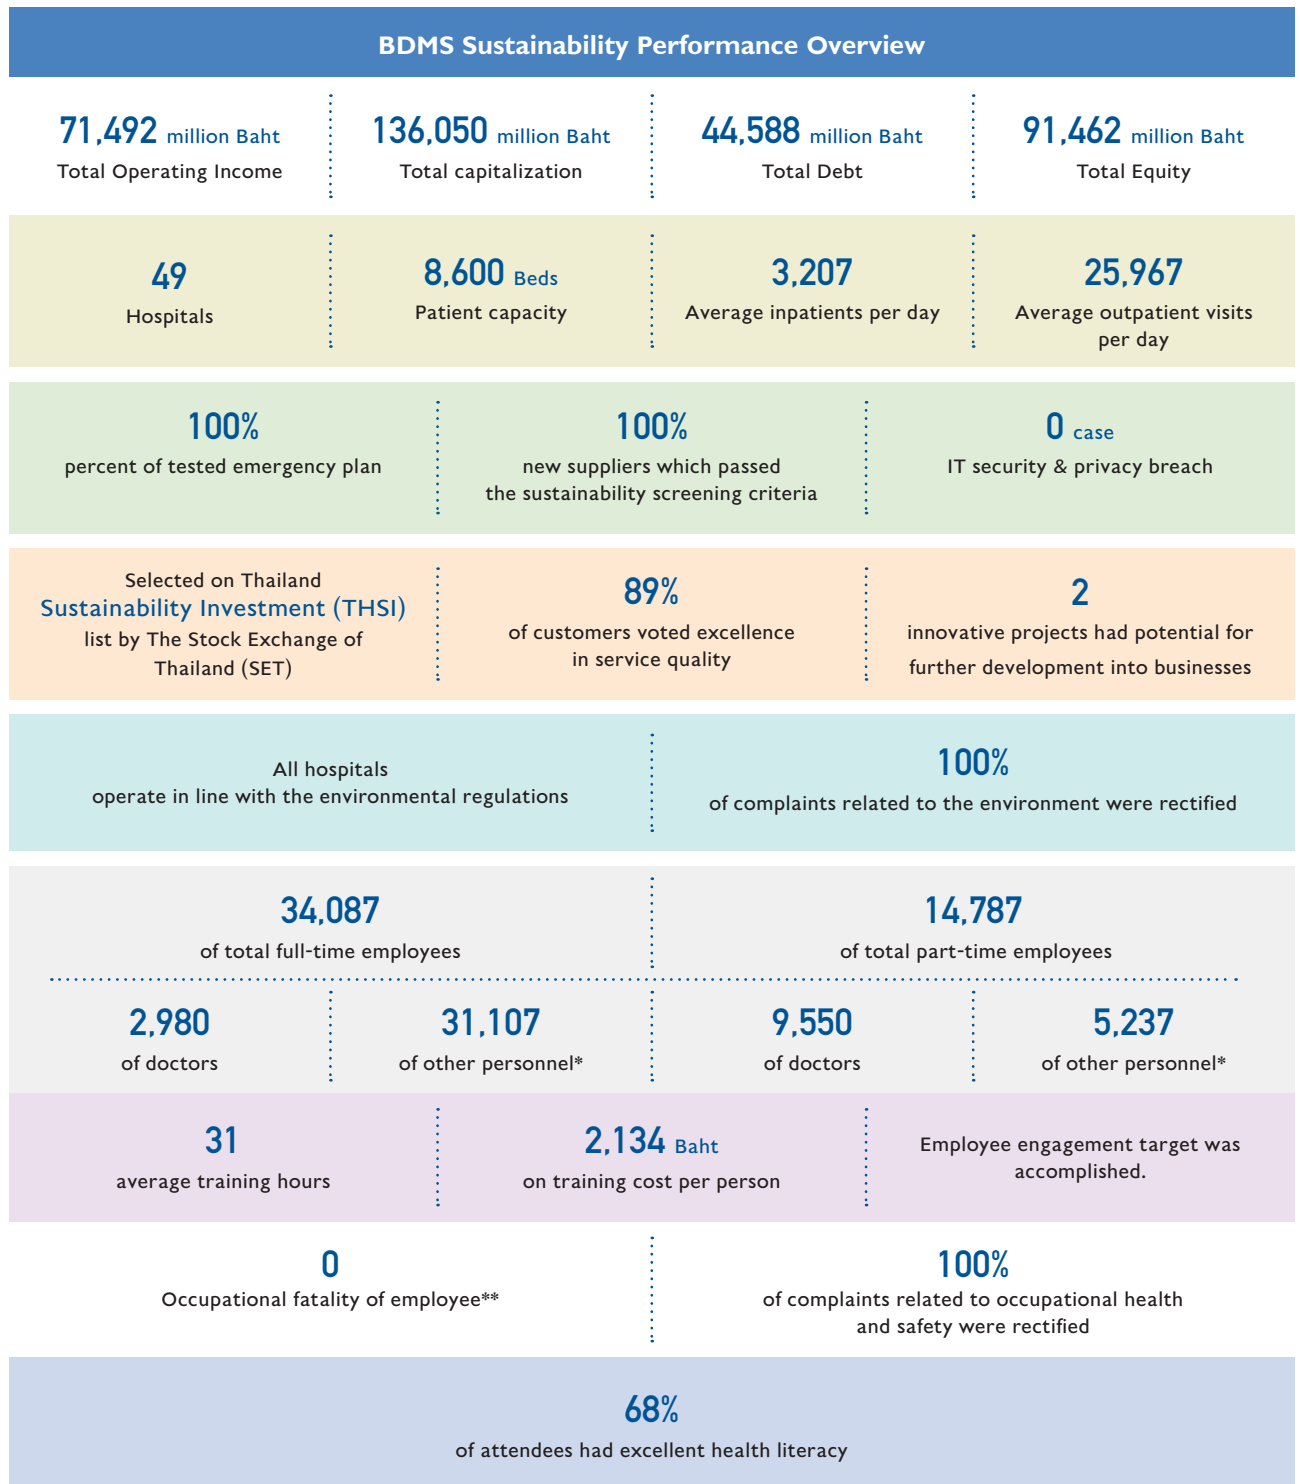 BDMS Sustainability Performance Overview
71,492 million Baht
Total Operating Income
136,050 million Baht
Total capitalization
44,588 million Baht
Total Debt
91,462 million Baht
Total Equity
49
Hospitals
8,600 Beds
Patient capacity
3,207
Average inpatients per day
25,967
Average outpatient visits
per day
100%
percent of tested emergency plan
100%
new suppliers which passed
the sustainability screening criteria
0 case
IT security & privacy breach
Selected on Thailand
Sustainability Investment (THSI)
list by The Stock Exchange of
Thailand (SET)
89%
of customers voted excellence
in service quality
2
innovative projects had potential for
further development into businesses
All hospitals
operate in line with the environmental regulations
100%
of complaints related to the environment were rectified
34,087
of total full-time employees
14,787
of total part-time employees
2,980
of doctors
31,107
of other personnel*
9,550
of doctors
5,237
of other personnel*
31
average training hours
2,134 Baht
on training cost per person
Employee engagement target was
accomplished.
0
Occupational fatality of employee**
100%
of complaints related to occupational health
and safety were rectified
68%
of attendees had excellent health literacy